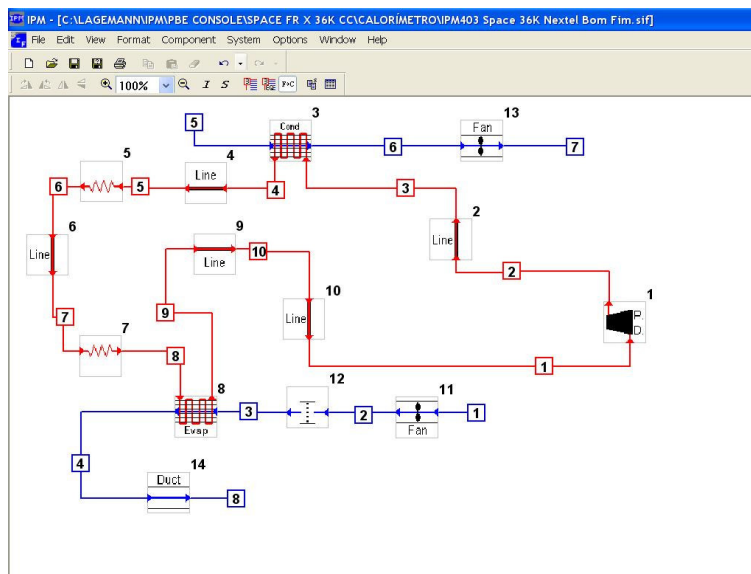 IPM - [C:\LAGEMANN\IPM\PBE CONSOLE\SPACE FR X 36K CC\CALORÍMETRO\IPM403 Space 36K Nextel Bom Fim.sif]
File Edit View Format Component System Options Window Help
100% I S F>C
3 13
5 Cond Fan
6 7
5 4
6 5 Line 4 3
6 9 2
Line Line 10 Line 2
10 1
9 Line P.
7 D.
7
8 1
8 12 11
3 2 1
Evap Fan
4 14
Duct
8